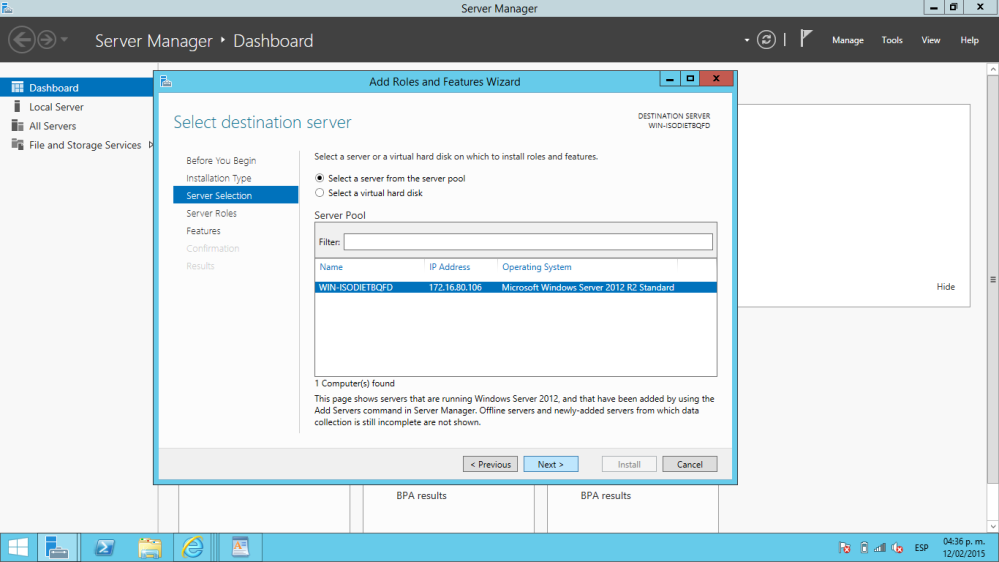 Server Manager
Server Manager • Dashboard
Manage Tools View Help
Dashboard
Local Server
All Servers
File and Storage Services
Add Roles and Features Wizard
Select destination server
DESTINATION SERVER
WIN-ISODIETBQFD
Before You Begin
Installation Type
Server Selection
Server Roles
Features
Confirmation
Results
Select a server or a virtual hard disk on which to install roles and features.
Select a server from the server pool
Select a virtual hard disk
Server Pool
Filter:
Name IP Address Operating System
WIN-ISODIETBQFD 172.16.80.106 Microsoft Windows Server 2012 R2 Standard
1 Computer(s) found
This page shows servers that are running Windows Server 2012, and that have been added by using the
Add Servers command in Server Manager. Offline servers and newly-added servers from which data
collection is still incomplete are not shown.
< Previous Next > Install Cancel
Hide
BPA results BPA results
ESP
04:36 p. m.
12/02/2015